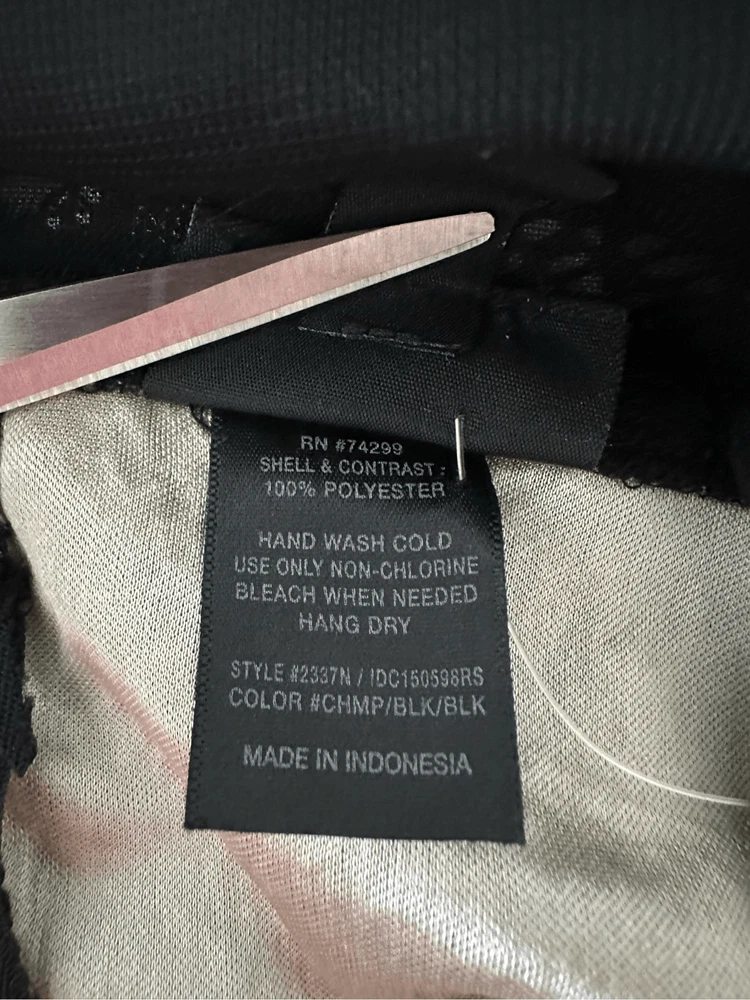 RN #74299
SHELL & CONTRAST:
100% POLYESTER
HAND WASH COLD
USE ONLY NON-CHLORINE
BLEACH WHEN NEEDED
HANG DRY
STYLE #2337N / IDC150598RS
COLOR #CHMP/BLK/BLK
MADE IN INDONESIA